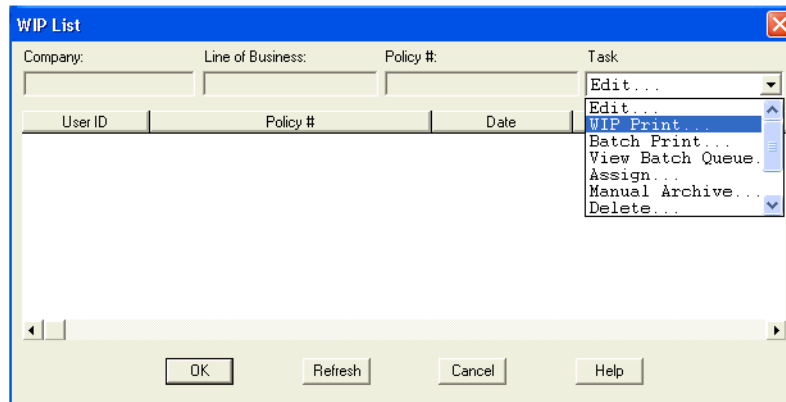 WIP List
Company: Line of Business: Policy #: Task
Edit...
User ID Policy # Date
Edit...
WIP Print...
Batch Print...
View Batch Queue.
Assign...
Manual Archive...
Delete...
OK Refresh Cancel Help